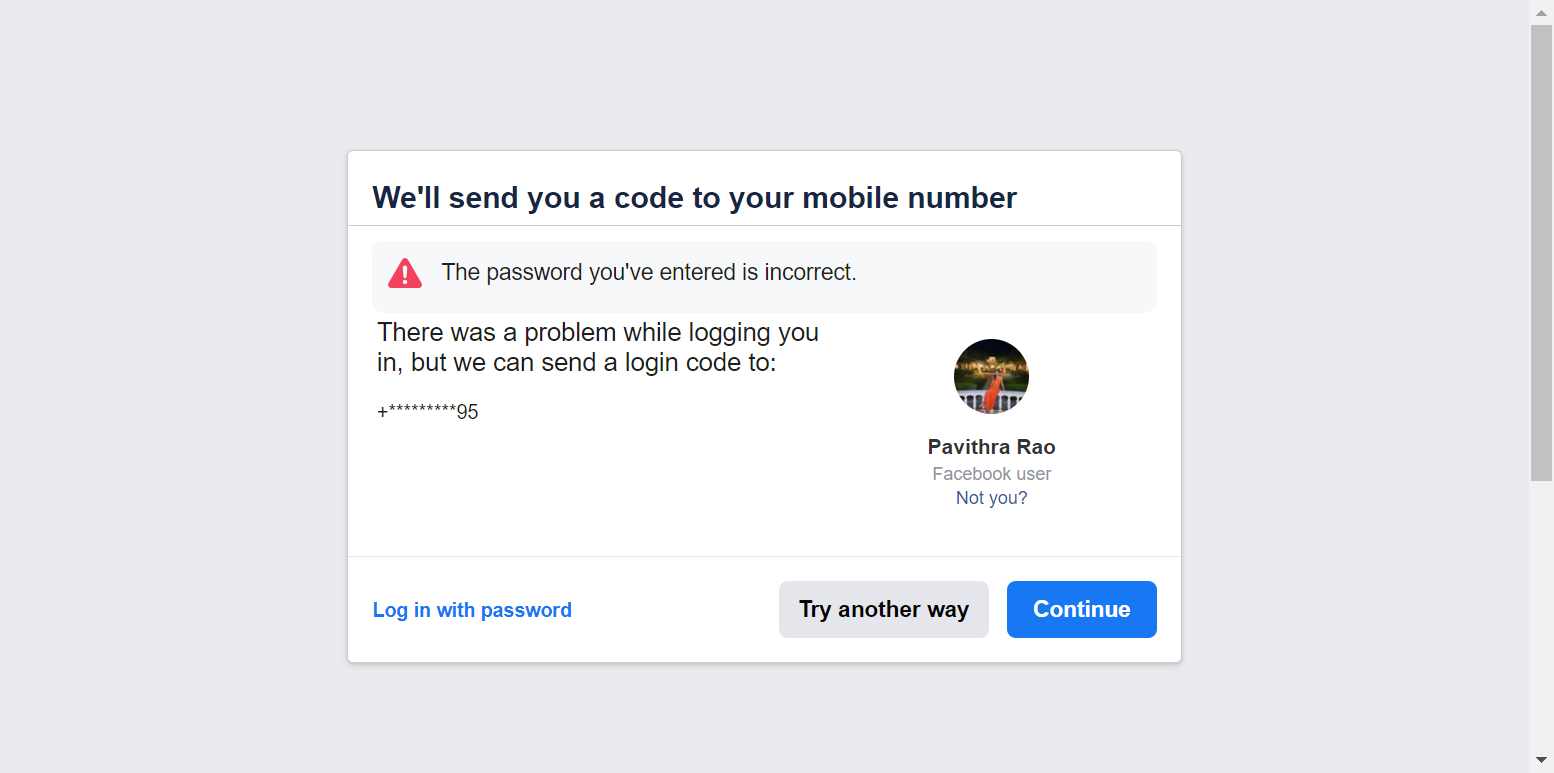 We'll send you a code to your mobile number
The password you've entered is incorrect.
There was a problem while logging you
in, but we can send a login code to:
+*********95
Pavithra Rao
Facebook user
Not you?
Log in with password
Try another way
Continue